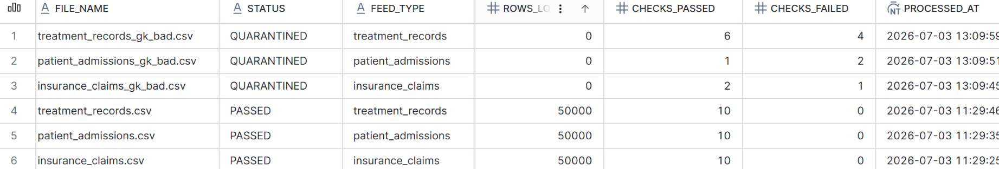 FILE_NAME STATUS FEED_TYPE ROWS_LO CHECKS_PASSED CHECKS_FAILED PROCESSED_AT
1 treatment_records_gk_bad.csv QUARANTINED treatment_records 0 6 4 2026-07-03 13:09:59
2 patient_admissions_gk_bad.csv QUARANTINED patient_admissions 0 1 2 2026-07-03 13:09:51
3 insurance_claims_gk_bad.csv QUARANTINED insurance_claims 0 2 1 2026-07-03 13:09:45
4 treatment_records.csv PASSED treatment_records 50000 10 0 2026-07-03 11:29:46
5 patient_admissions.csv PASSED patient_admissions 50000 10 0 2026-07-03 11:29:35
6 insurance_claims.csv PASSED insurance_claims 50000 10 0 2026-07-03 11:29:25